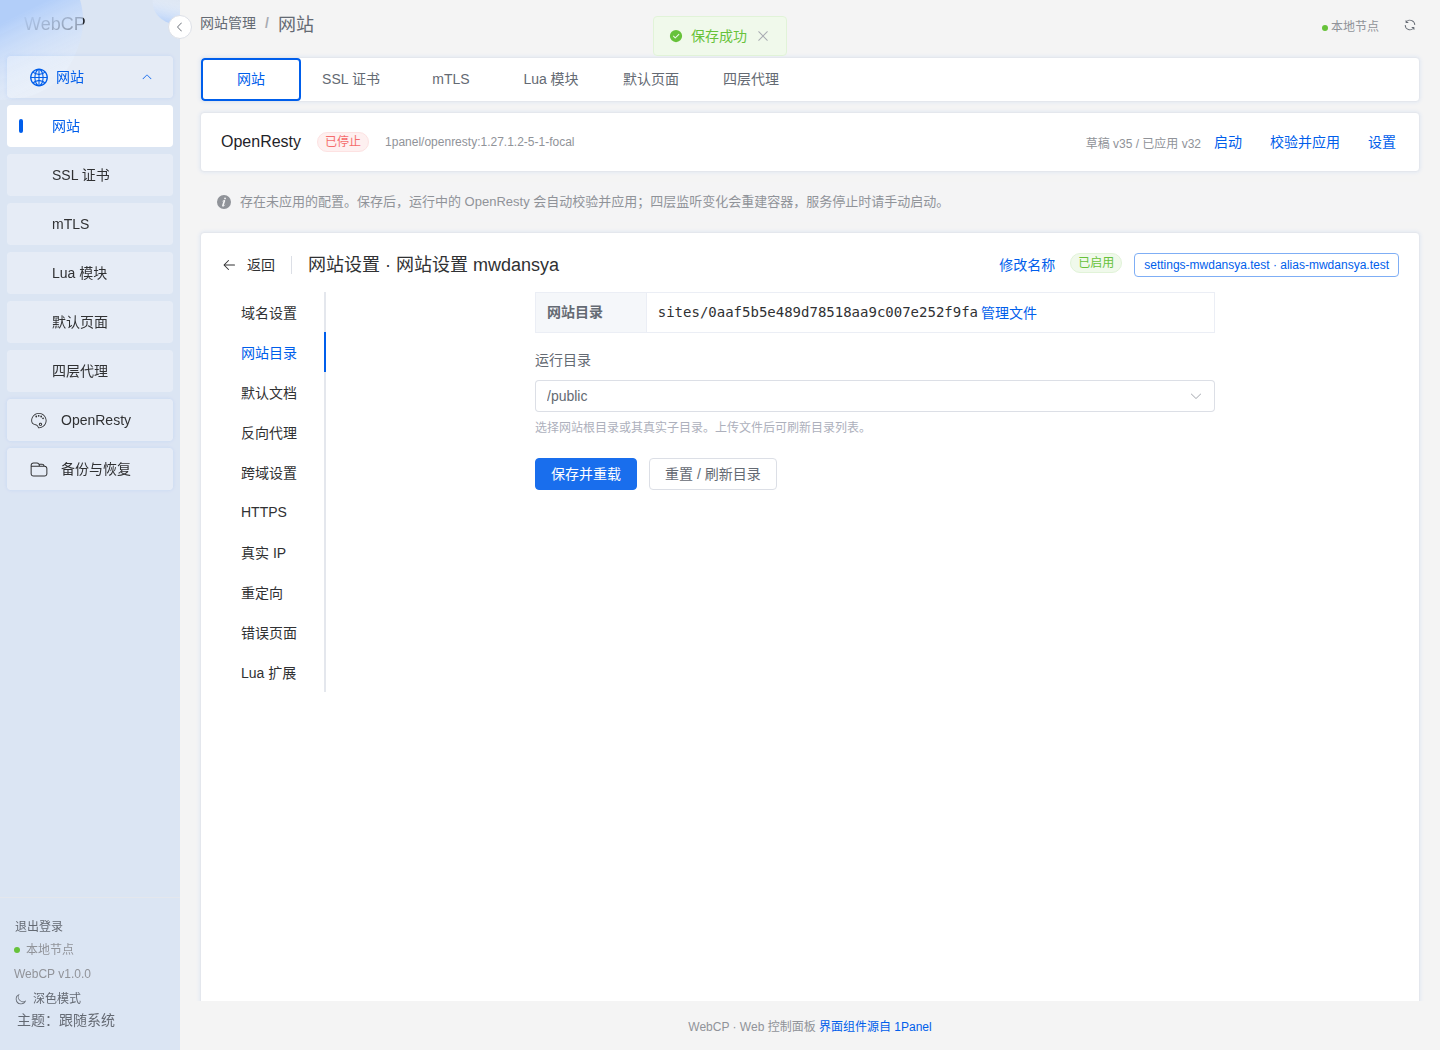 WebCP
网站管理 / 网站
保存成功
本地节点
网站
网站
SSL 证书
mTLS
Lua 模块
默认页面
四层代理
OpenResty
备份与恢复
退出登录
本地节点
WebCP v1.0.0
深色模式
主题：跟随系统
网站 SSL 证书 mTLS Lua 模块 默认页面 四层代理
OpenResty 已停止 1panel/openresty:1.27.1.2-5-1-focal 草稿 v35 / 已应用 v32 启动 校验并应用 设置
存在未应用的配置。保存后，运行中的 OpenResty 会自动校验并应用；四层监听变化会重建容器，服务停止时请手动启动。
返回 网站设置 · 网站设置 mwdansya 修改名称 已启用 settings-mwdansya.test · alias-mwdansya.test
域名设置
网站目录
默认文档
反向代理
跨域设置
HTTPS
真实 IP
重定向
错误页面
Lua 扩展
网站目录 sites/0aaf5b5e489d78518aa9c007e252f9fa 管理文件
运行目录
/public
选择网站根目录或其真实子目录。上传文件后可刷新目录列表。
保存并重载 重置 / 刷新目录
WebCP · Web 控制面板 界面组件源自 1Panel